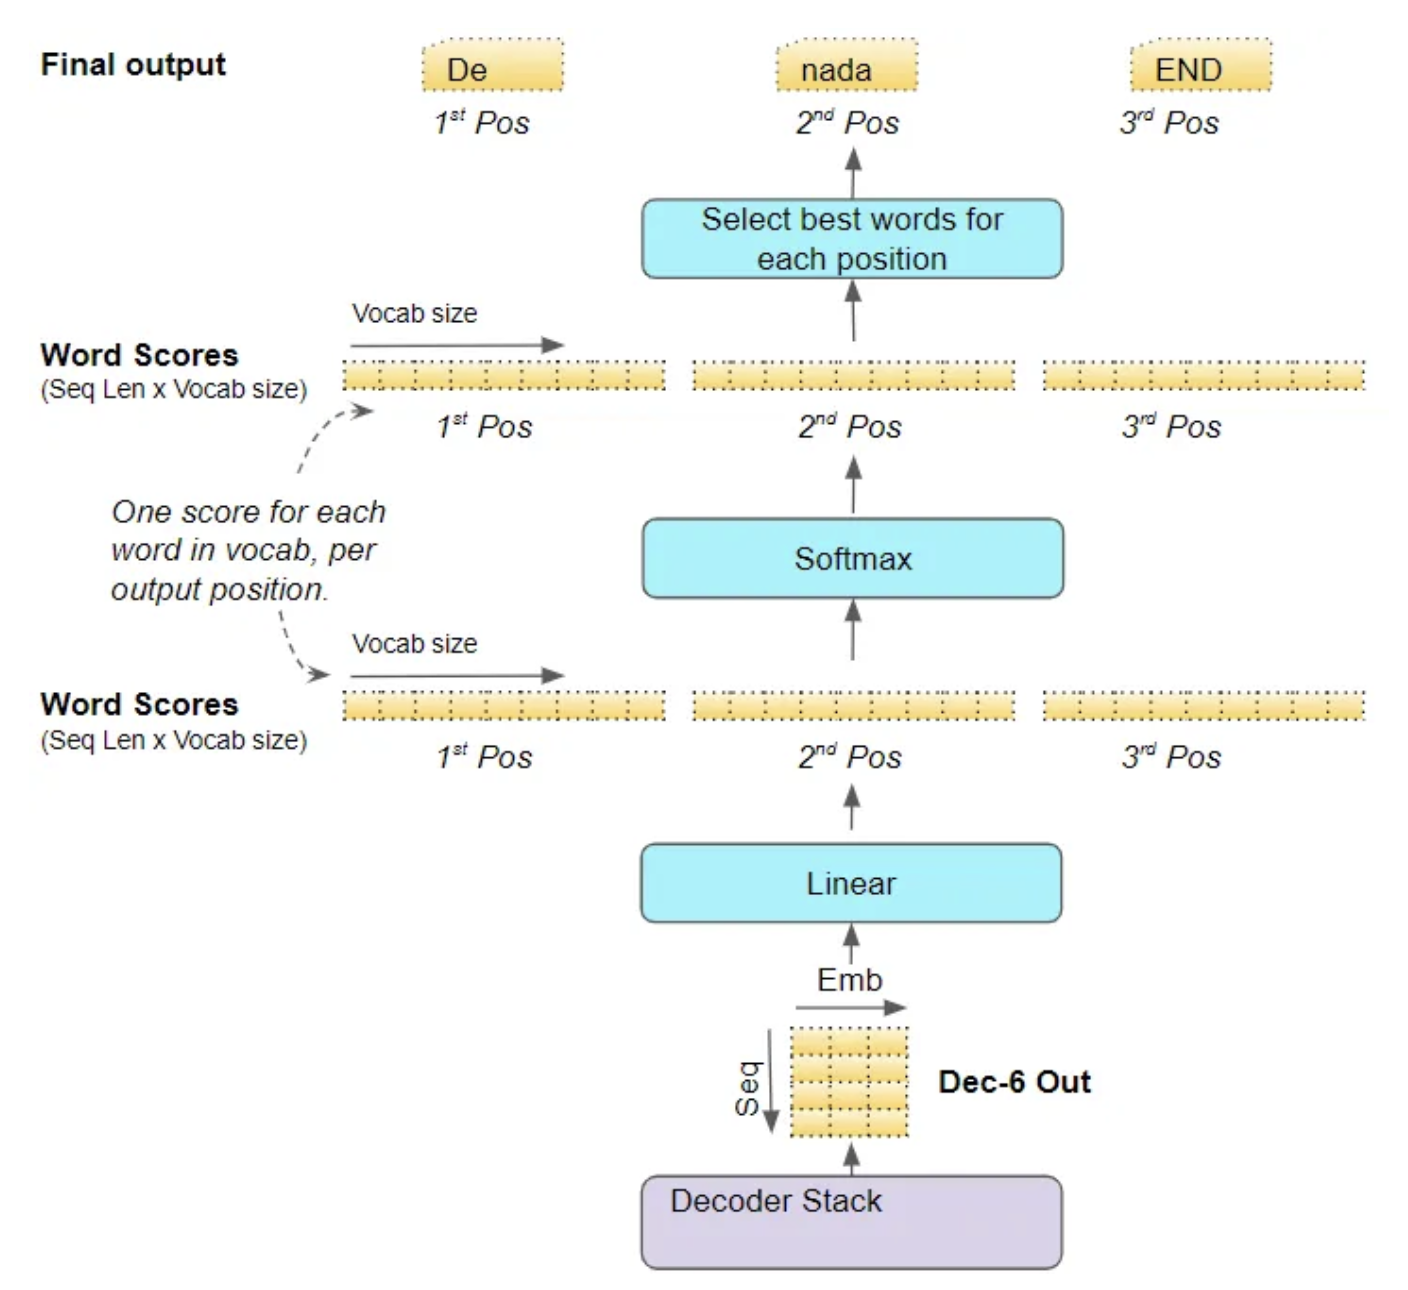 Final output
De
nada
END
1st Pos
2nd Pos
3rd Pos
Select best words for
each position
Vocab size
Word Scores
(Seq Len x Vocab size)
1st Pos
2nd Pos
3rd Pos
One score for each
word in vocab, per
output position.
Softmax
Vocab size
Word Scores
(Seq Len x Vocab size)
1st Pos
2nd Pos
3rd Pos
Linear
Emb
Seq
Dec-6 Out
Decoder Stack